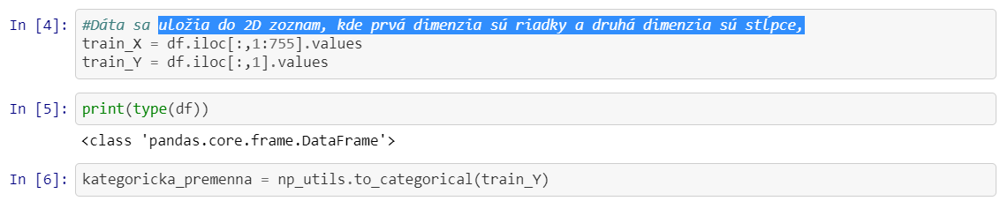 In [4]: #Dáta sa uložia do 2D zoznam, kde prvá dimenzia sú riadky a druhá dimenzia sú stĺpce,
train_X = df.iloc[:,1:755].values
train_Y = df.iloc[:,1].values
In [5]: print(type(df))
<class 'pandas.core.frame.DataFrame'>
In [6]: kategoricka_premenna = np_utils.to_categorical(train_Y)